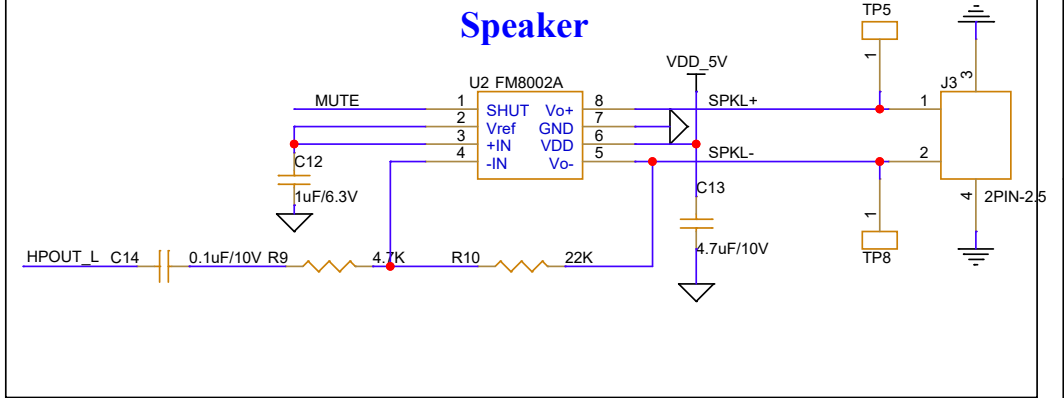 Speaker
TP5
1
VDD_5V
U2 FM8002A
J3
3
MUTE 1 SHUT Vo+ 8 SPKL+ 1
2 Vref GND 7
3 +IN VDD 6
4 -IN Vo- 5 SPKL- 2
C12
1uF/6.3V
C13
4.7uF/10V
4
2PIN-2.5
1
TP8
HPOUT_L C14 0.1uF/10V R9 4.7K R10 22K